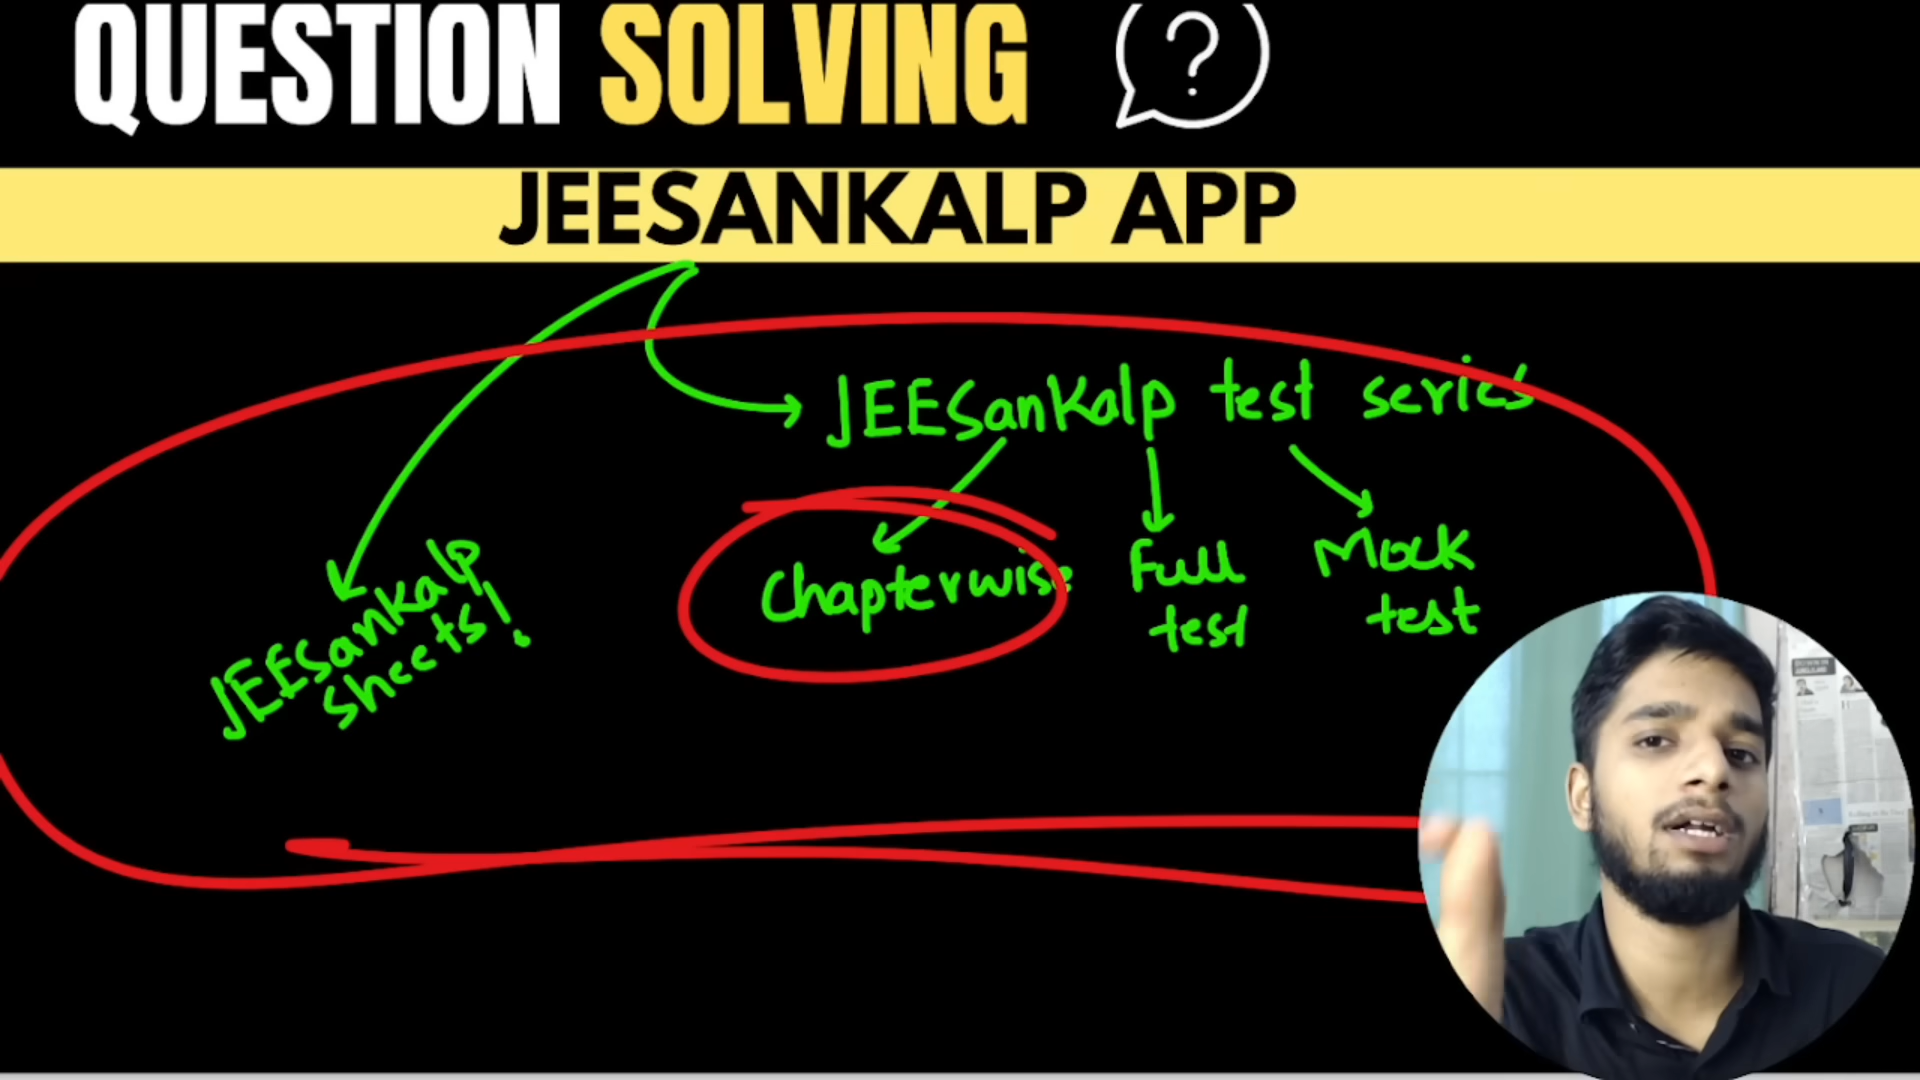 QUESTION SOLVING ?
JEESANKALP APP
JEESankalp test series
Chapterwise
Full
test
Mock
test
JEESankalp
sheets!